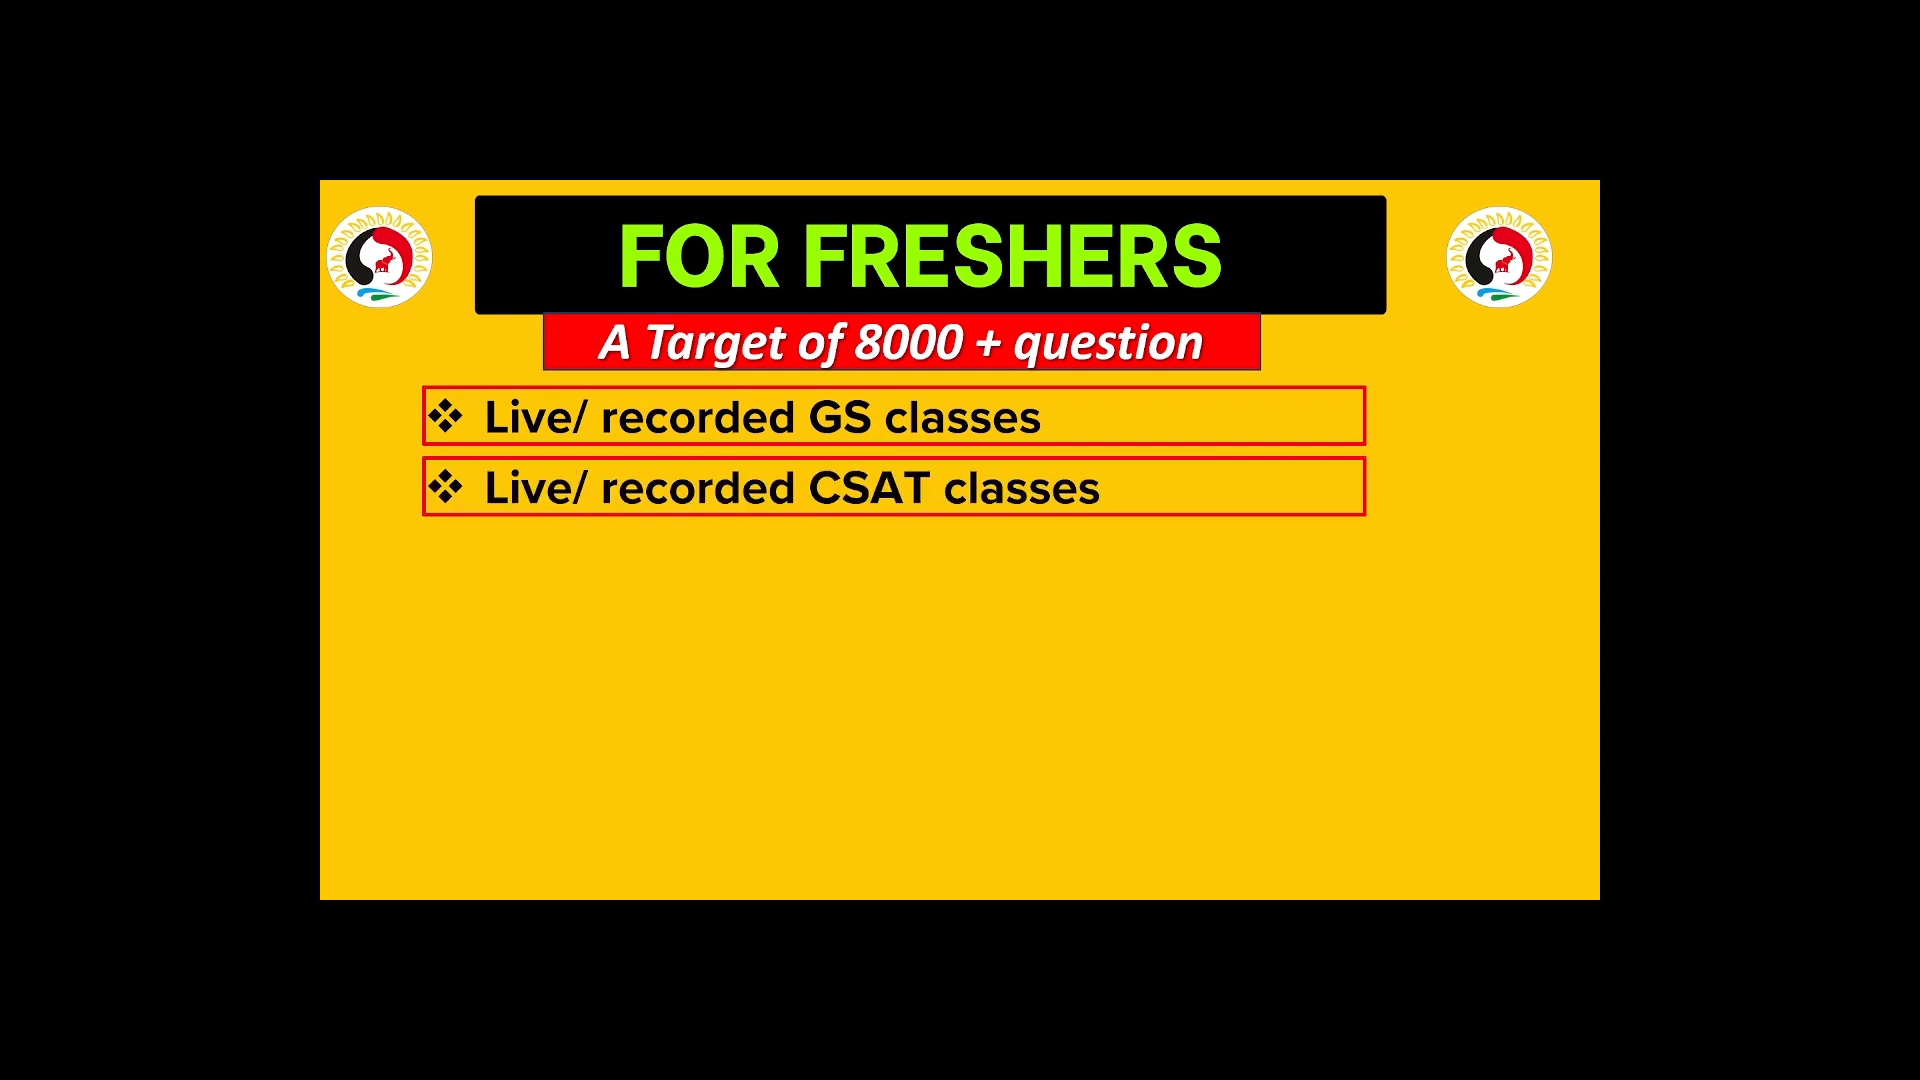 FOR FRESHERS
A Target of 8000 + question
❖ Live/ recorded GS classes
❖ Live/ recorded CSAT classes